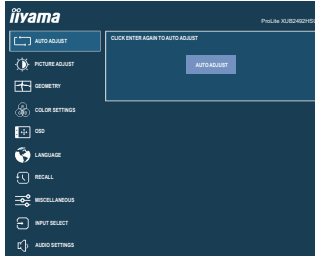 iiyama
ProLite XUB2492HS
AUTO ADJUST
CLICK ENTER AGAIN TO AUTO ADJUST
AUTO ADJUST
PICTURE ADJUST
GEOMETRY
COLOR SETTINGS
OSD
LANGUAGE
RECALL
MISCELLANEOUS
INPUT SELECT
AUDIO SETTINGS